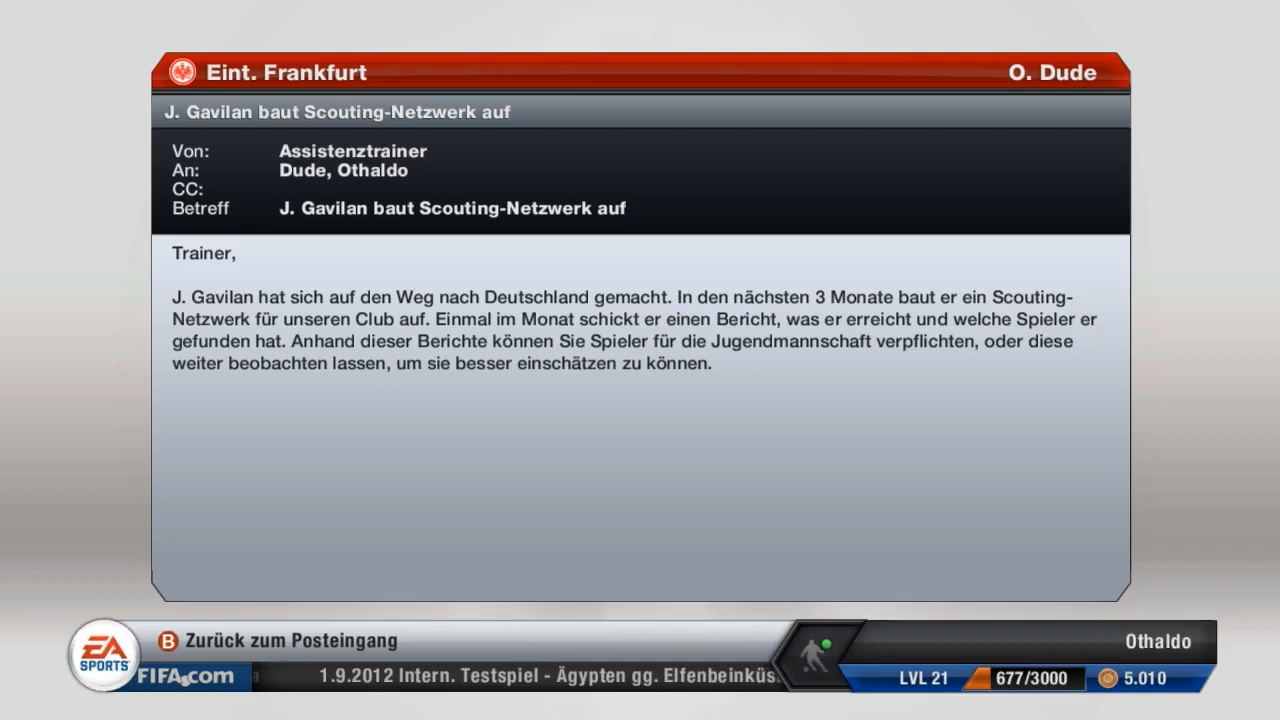 Eint. Frankfurt O. Dude
J. Gavilan baut Scouting-Netzwerk auf
Von: Assistenztrainer
An: Dude, Othaldo
CC:
Betreff J. Gavilan baut Scouting-Netzwerk auf
Trainer,
J. Gavilan hat sich auf den Weg nach Deutschland gemacht. In den nächsten 3 Monate baut er ein Scouting-
Netzwerk für unseren Club auf. Einmal im Monat schickt er einen Bericht, was er erreicht und welche Spieler er
gefunden hat. Anhand dieser Berichte können Sie Spieler für die Jugendmannschaft verpflichten, oder diese
weiter beobachten lassen, um sie besser einschätzen zu können.
EA SPORTS
B Zurück zum Posteingang
Othaldo
FIFA.com
1.9.2012 Intern. Testspiel - Ägypten gg. Elfenbeinküs
LVL 21 677/3000 5.010